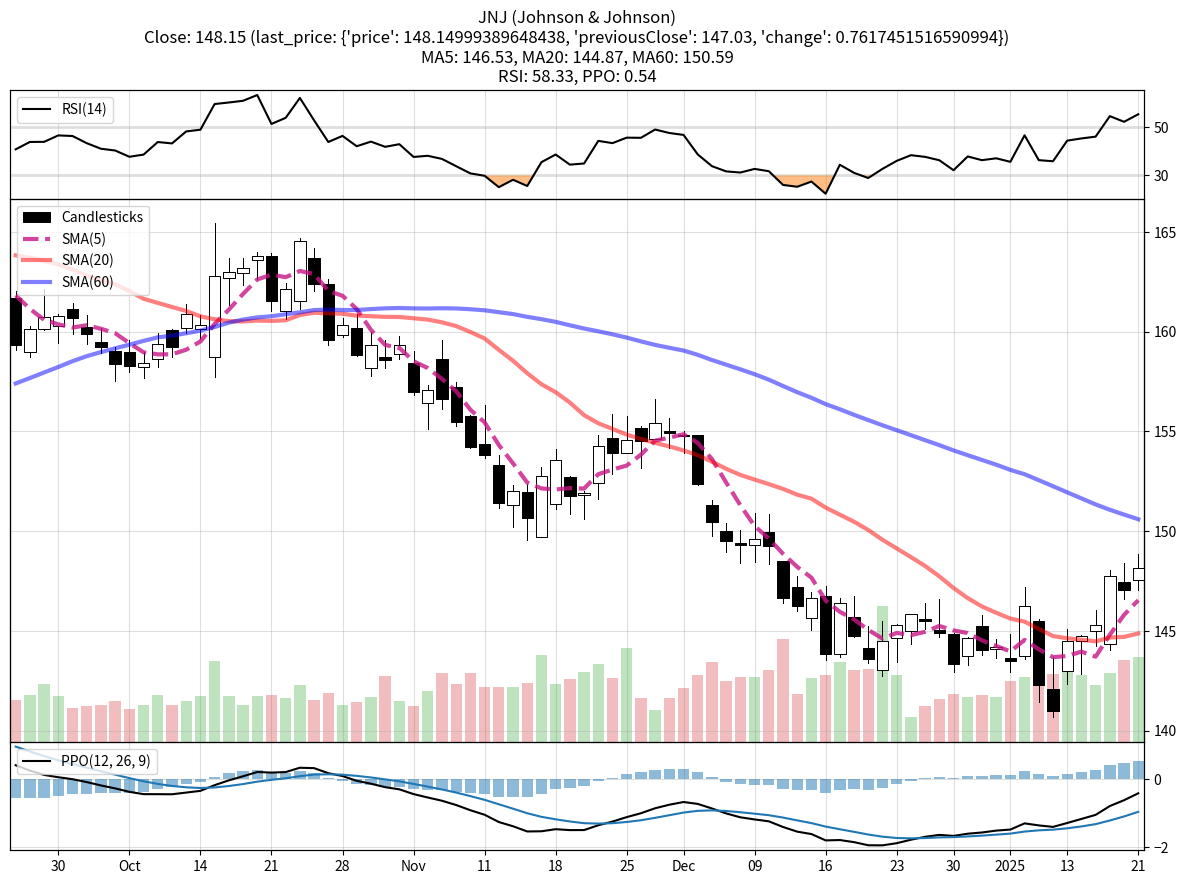 JNJ (Johnson & Johnson)
Close: 148.15 (last_price: {'price': 148.14999389648438, 'previousClose': 147.03, 'change': 0.7617451516590994})
MA5: 146.53, MA20: 144.87, MA60: 150.59
RSI: 58.33, PPO: 0.54
RSI(14)
50
30
Candlesticks
SMA(5)
SMA(20)
SMA(60)
165
160
155
150
145
140
PPO(12, 26, 9)
0
−2
30 Oct 14 21 28 Nov 11 18 25 Dec 09 16 23 30 2025 13 21